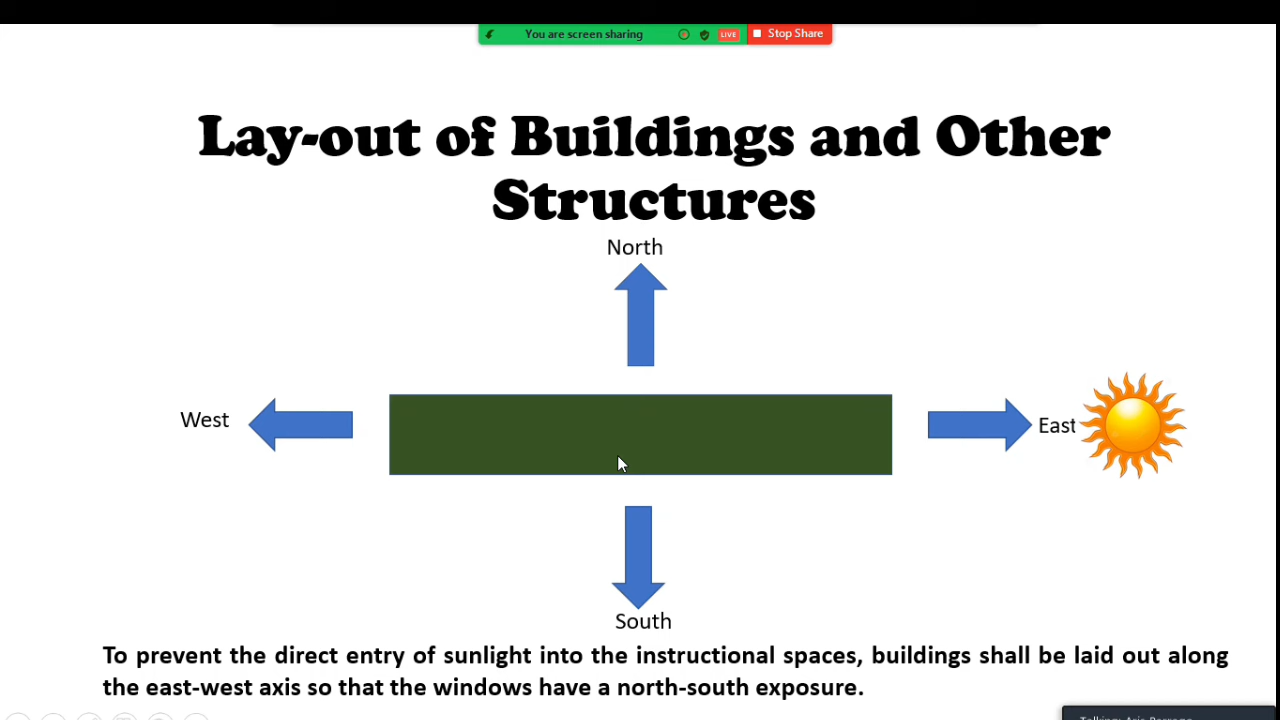 You are screen sharing
LIVE
Stop Share
Lay-out of Buildings and Other
Structures
North
West
East
South
To prevent the direct entry of sunlight into the instructional spaces, buildings shall be laid out along
the east-west axis so that the windows have a north-south exposure.